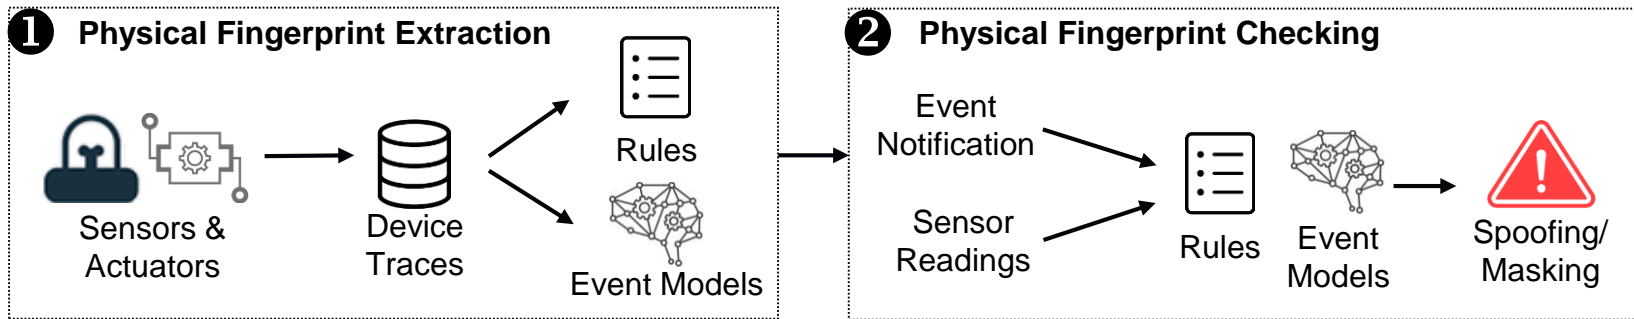 1 Physical Fingerprint Extraction
Sensors &
Actuators
Device
Traces
Rules
Event Models
2 Physical Fingerprint Checking
Event
Notification
Sensor
Readings
Rules
Event
Models
Spoofing/
Masking